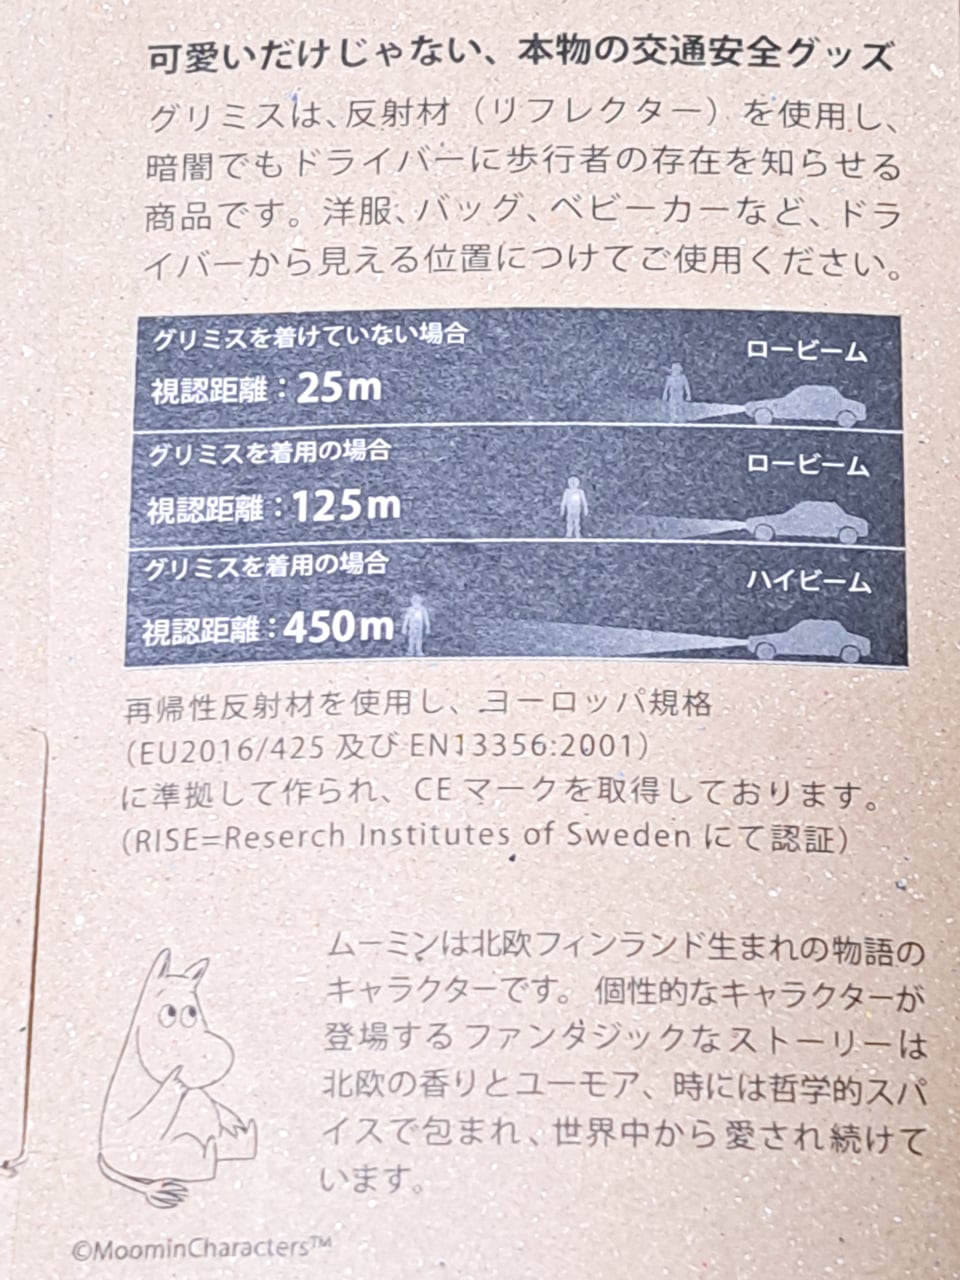 可愛いだけじゃない、本物の交通安全グッズ
グリミスは、反射材（リフレクター）を使用し、
暗闇でもドライバーに歩行者の存在を知らせる
商品です。洋服、バッグ、ベビーカーなど、ドラ
イバーから見える位置につけてご使用ください。
グリミスを着けていない場合
ロービーム
視認距離：25m
グリミスを着用の場合
ロービーム
視認距離：125m
グリミスを着用の場合
ハイビーム
視認距離：450m
再帰性反射材を使用し、ヨーロッパ規格
（EU2016/425 及び EN13356:2001）
に準拠して作られ、CE マークを取得しております。
(RISE=Reserch Institutes of Sweden にて認証)
ムーミンは北欧フィンランド生まれの物語の
キャラクターです。個性的なキャラクターが
登場するファンタジックなストーリーは
北欧の香りとユーモア、時には哲学的スパ
イスで包まれ、世界中から愛され続けて
います。
©MoominCharacters™